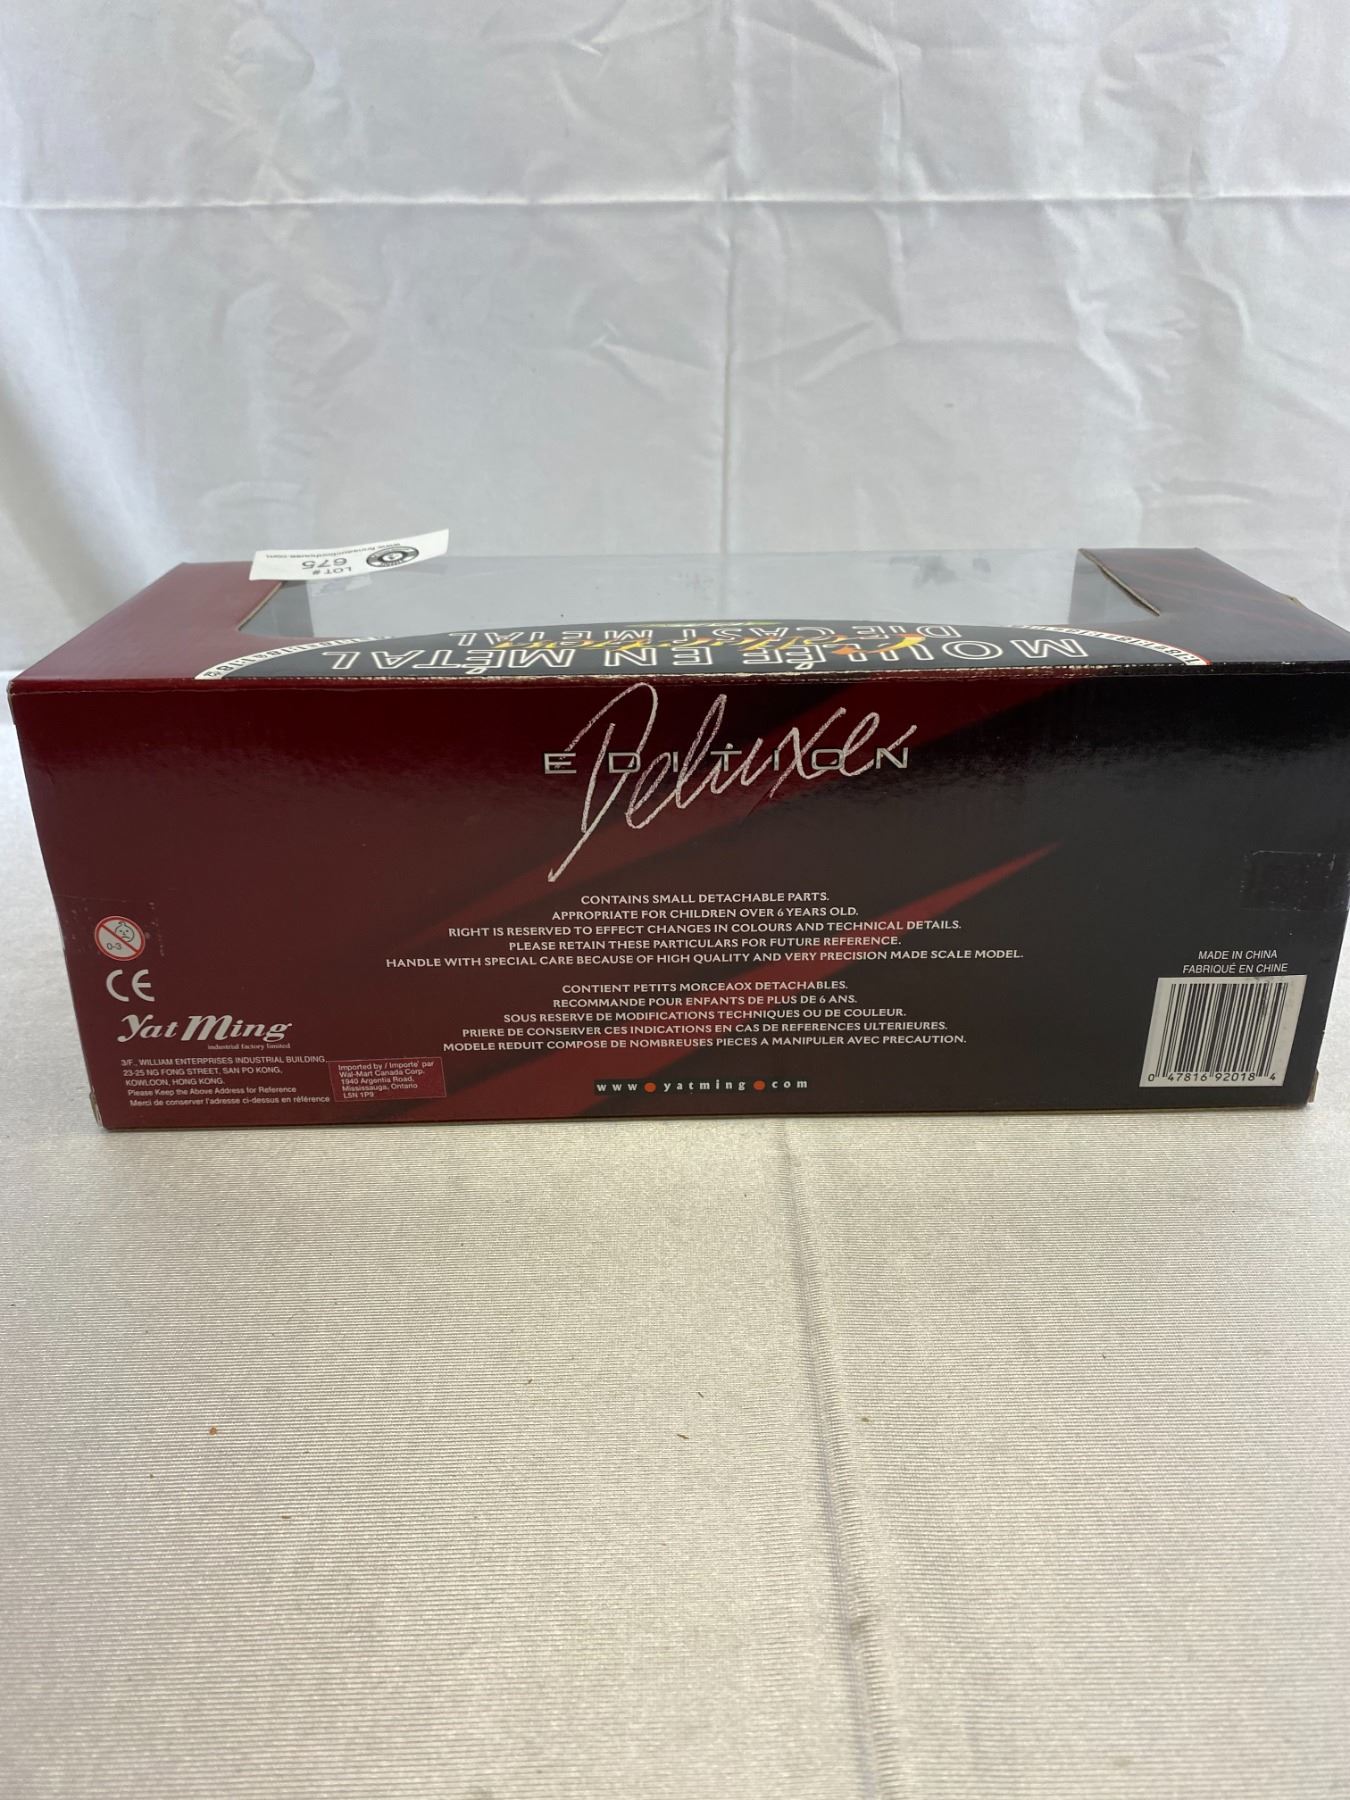 LOT #
675
DIE CAST METAL
MOULÉE EN MÉTAL
1:18
EDITION
Deluxe
CONTAINS SMALL DETACHABLE PARTS.
APPROPRIATE FOR CHILDREN OVER 6 YEARS OLD.
RIGHT IS RESERVED TO EFFECT CHANGES IN COLOURS AND TECHNICAL DETAILS.
PLEASE RETAIN THESE PARTICULARS FOR FUTURE REFERENCE.
HANDLE WITH SPECIAL CARE BECAUSE OF HIGH QUALITY AND VERY PRECISION MADE SCALE MODEL.
CONTIENT PETITS MORCEAOX DETACHABLES.
RECOMMANDE POUR ENFANTS DE PLUS DE 6 ANS.
SOUS RESERVE DE MODIFICATIONS TECHNIQUES OU DE COULEUR.
PRIERE DE CONSERVER CES INDICATIONS EN CAS DE REFERENCES ULTERIEURES.
MODELE REDUIT COMPOSE DE NOMBREUSES PIECES A MANIPULER AVEC PRECAUTION.
www.yatming.com
0-3
CE
Yat Ming
industrial factory limited
3/F., WILLIAM ENTERPRISES INDUSTRIAL BUILDING,
23-25 NG FONG STREET, SAN PO KONG,
KOWLOON, HONG KONG.
Please Keep the Above Address for Reference
Merci de conserver l'adresse ci-dessus en référence
Imported by / Importe' par
Wal-Mart Canada Corp.
1940 Argentia Road,
Mississauga, Ontario
L5N 1P9
MADE IN CHINA
FABRIQUÉ EN CHINE
0 47816 92018 4